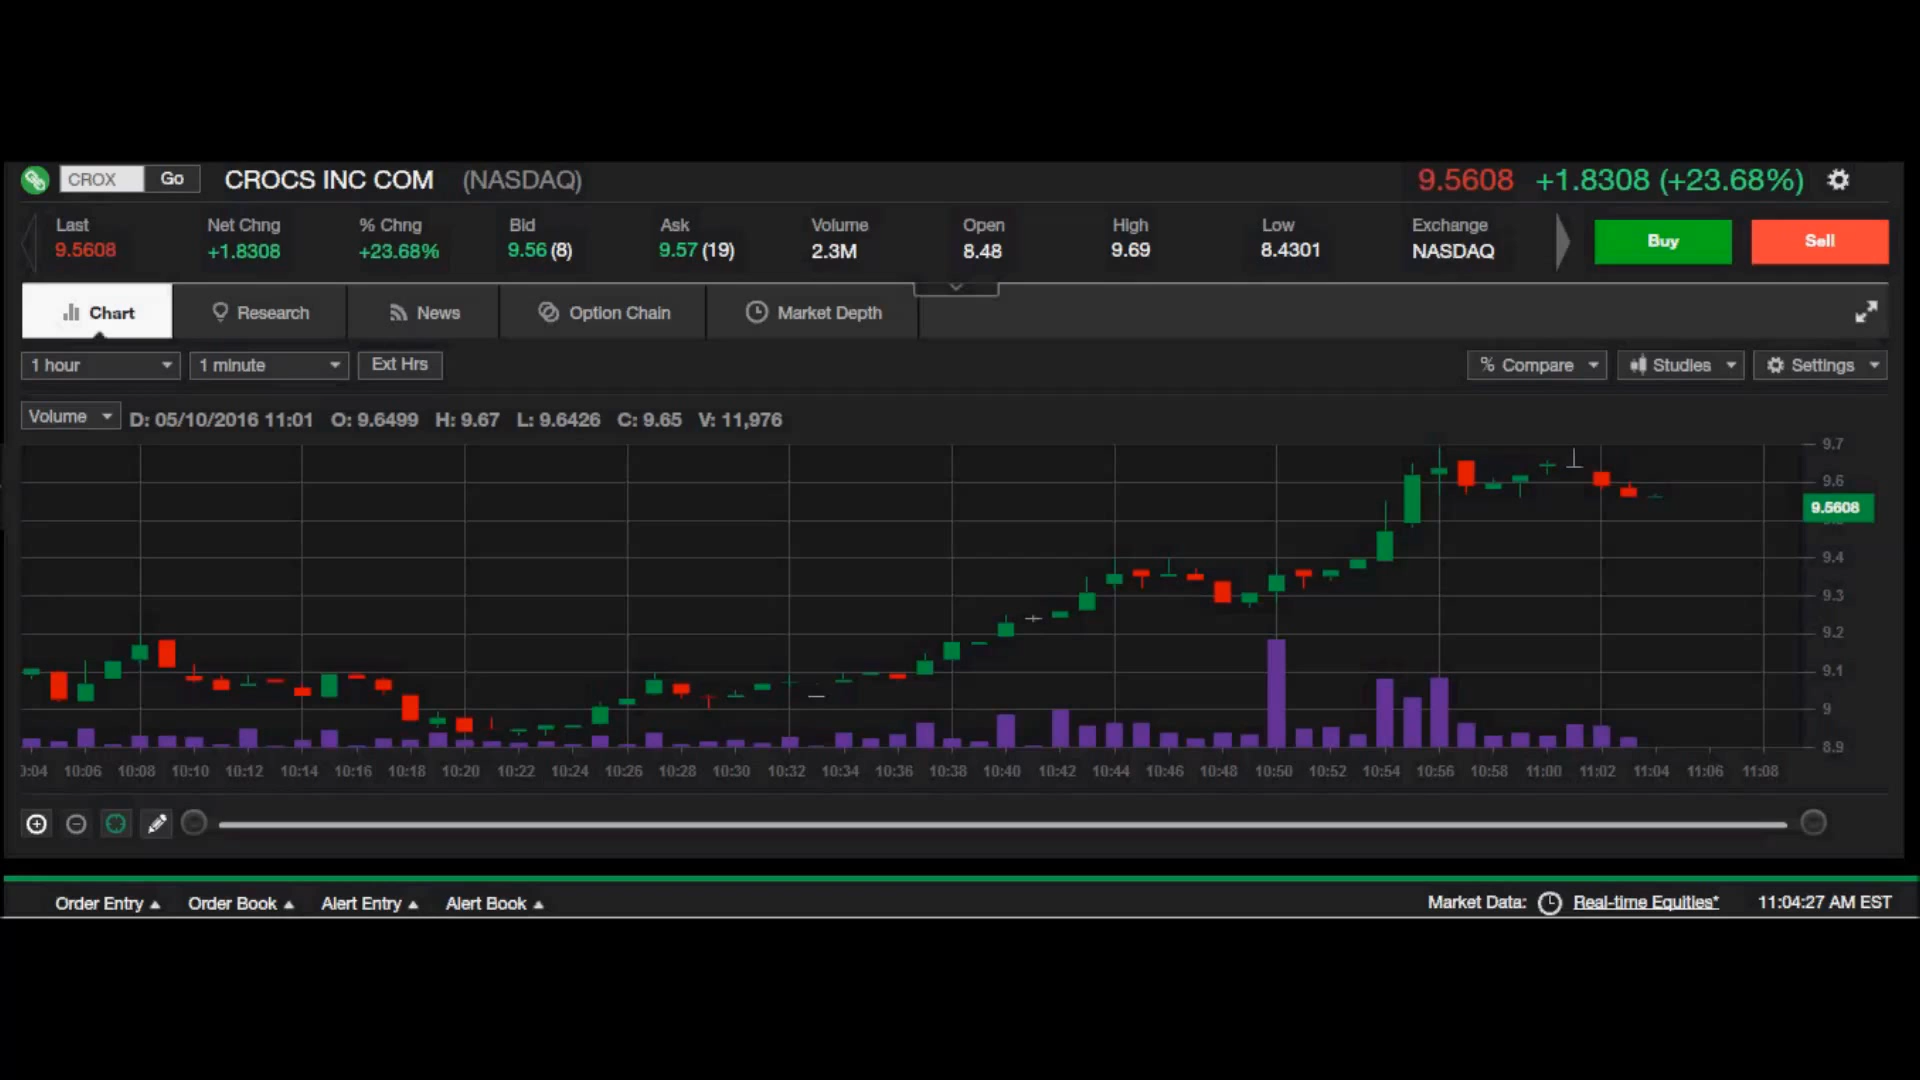 CROX Go CROCS INC COM (NASDAQ) 9.5608 +1.8308 (+23.68%)
Last Net Chng % Chng Bid Ask Volume Open High Low Exchange
9.5608 +1.8308 +23.68% 9.56 (8) 9.57 (19) 2.3M 8.48 9.69 8.4301 NASDAQ Buy Sell
Chart Research News Option Chain Market Depth
1 hour 1 minute Ext Hrs % Compare Studies Settings
Volume D: 05/10/2016 11:01 O: 9.6499 H: 9.67 L: 9.6426 C: 9.65 V: 11,976
9.7
9.6
9.5608
9.4
9.3
9.2
9.1
9
8.9
0:04 10:06 10:08 10:10 10:12 10:14 10:16 10:18 10:20 10:22 10:24 10:26 10:28 10:30 10:32 10:34 10:36 10:38 10:40 10:42 10:44 10:46 10:48 10:50 10:52 10:54 10:56 10:58 11:00 11:02 11:04 11:06 11:08
Order Entry ▲ Order Book ▲ Alert Entry ▲ Alert Book ▲ Market Data: Real-time Equities* 11:04:27 AM EST